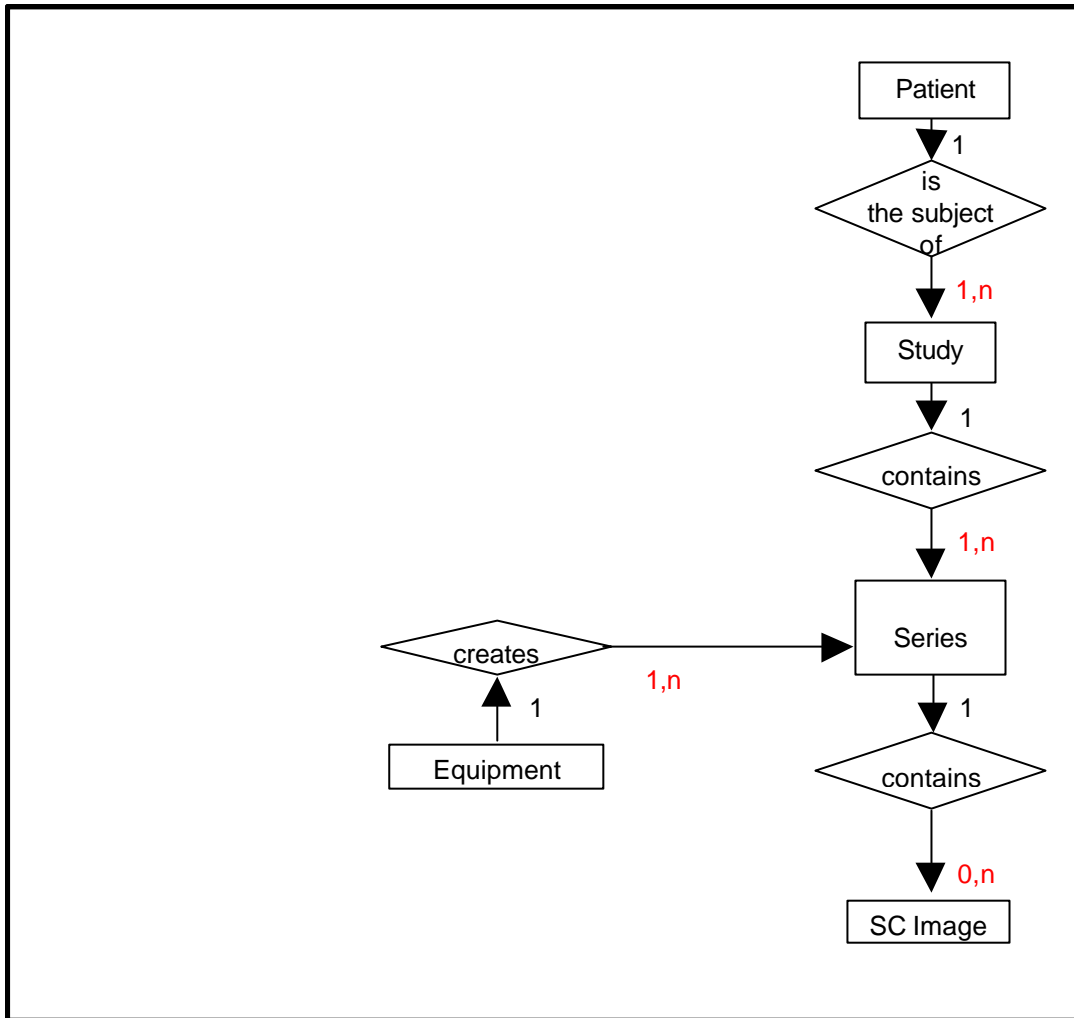 Patient
1
is
the subject
of
1,n
Study
1
contains
1,n
Series
creates
1,n
1
Equipment
1
contains
0,n
SC Image